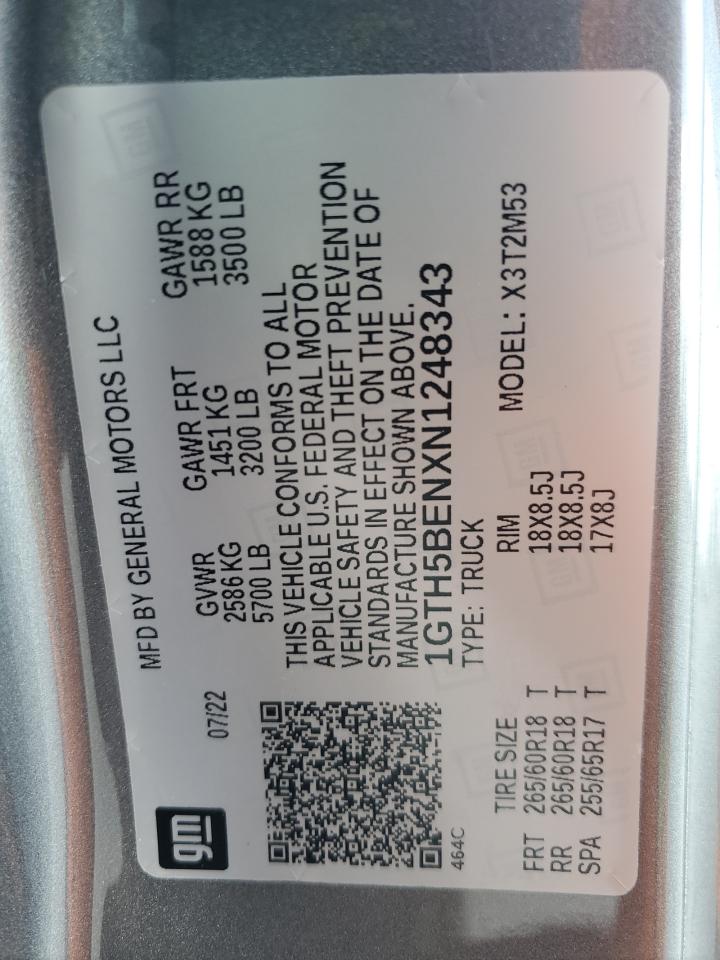 gm
07/22
MFD BY GENERAL MOTORS LLC
GVWR GAWR FRT GAWR RR
2586 KG 1451 KG 1588 KG
5700 LB 3200 LB 3500 LB
THIS VEHICLE CONFORMS TO ALL
APPLICABLE U.S. FEDERAL MOTOR
VEHICLE SAFETY AND THEFT PREVENTION
STANDARDS IN EFFECT ON THE DATE OF
MANUFACTURE SHOWN ABOVE.
1GTH5BENXN1248343
464C
TYPE: TRUCK
MODEL: X3T2M53
TIRE SIZE RIM
FRT 265/60R18 T 18X8.5J
RR 265/60R18 T 18X8.5J
SPA 255/65R17 T 17X8J